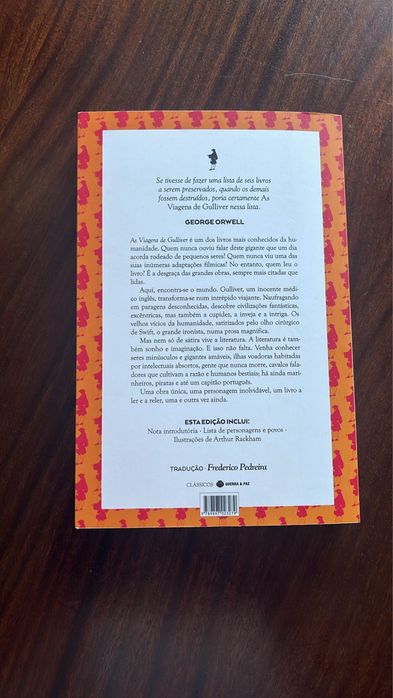 Se tivesse de fazer uma lista de seis livros
a serem preservados, quando os demais
fossem destruídos, poria certamente As
Viagens de Gulliver nessa lista.
GEORGE ORWELL
As Viagens de Gulliver é um dos livros mais conhecidos da hu-
manidade. Quem nunca ouviu falar deste gigante que um dia
acorda rodeado de pequenos seres? Quem nunca viu uma das
suas inúmeras adaptações fílmicas? No entanto, quem leu o
livro? É a desgraça das grandes obras, sempre mais citadas que
lidas.
Aqui, encontra-se o mundo. Gulliver, um inocente médi-
co inglês, transforma-se num intrépido viajante. Naufragando
em paragens desconhecidas, descobre civilizações fantásticas,
excêntricas, mas também a cupidez, a inveja e a intriga. Os
velhos vícios da humanidade, satirizados pelo olho cirúrgico
de Swift, o grande ironista, numa prosa magnífica.
Mas nem só de sátira vive a literatura. A literatura é tam-
bém sonho e imaginação. E isso não falta. Venha conhecer
seres minúsculos e gigantes amáveis, ilhas voadoras habitadas
por intelectuais absortos, gente que nunca morre, cavalos fala-
dores que cultivam a razão e humanos bestiais; há ainda mari-
nheiros, piratas e até um capitão português.
Uma obra única, uma personagem inolvidável, um livro a
ler e a reler, uma e outra vez ainda.
ESTA EDIÇÃO INCLUI:
Nota introdutória · Lista de personagens e povos ·
Ilustrações de Arthur Rackham
TRADUÇÃO · Frederico Pedreira
CLÁSSICOS GUERRA & PAZ